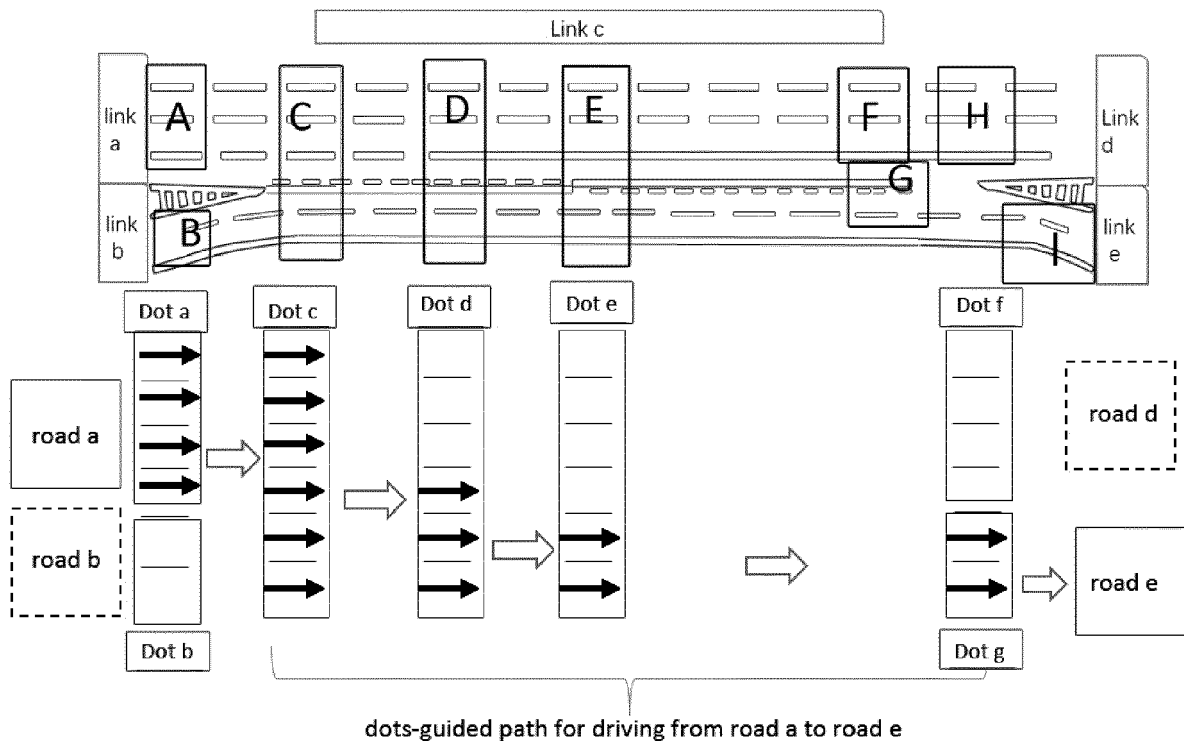 Link c
link
a
A
C
D
E
F
H
Link
d
link
b
B
G
I
link
e
Dot a
Dot c
Dot d
Dot e
Dot f
road a
road d
road b
road e
Dot b
Dot g
dots-guided path for driving from road a to road e